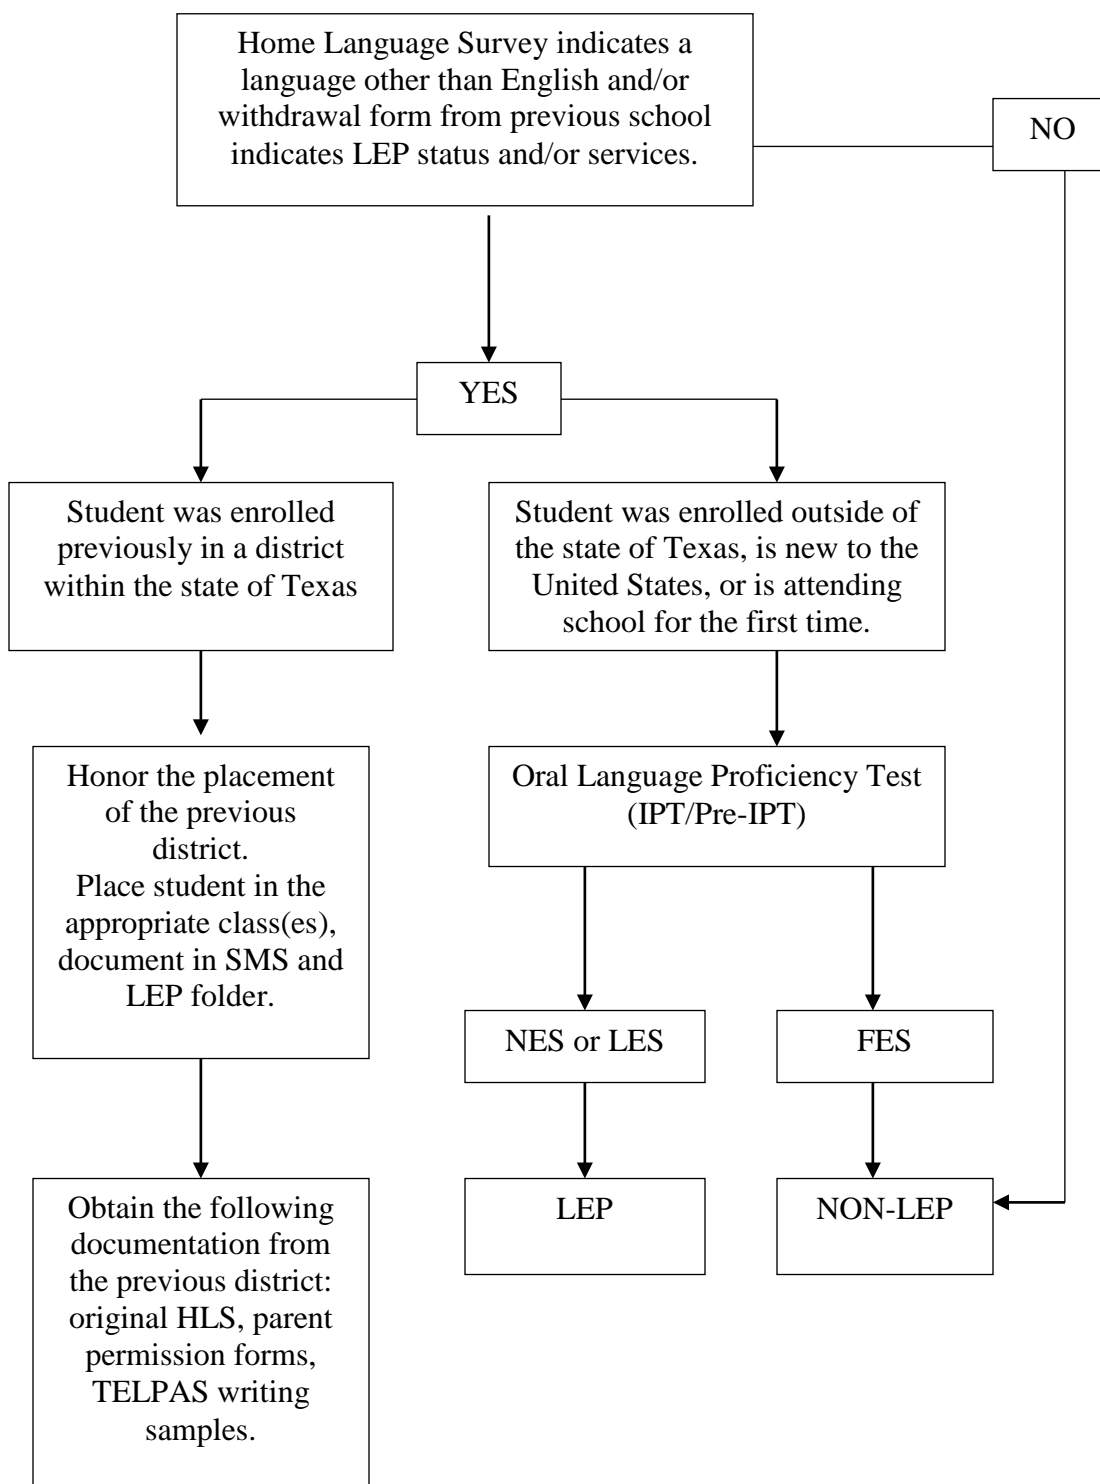 Home Language Survey indicates a
language other than English and/or
withdrawal form from previous school
indicates LEP status and/or services.
NO
YES
Student was enrolled
previously in a district
within the state of Texas
Student was enrolled outside of
the state of Texas, is new to the
United States, or is attending
school for the first time.
Honor the placement
of the previous
district.
Place student in the
appropriate class(es),
document in SMS and
LEP folder.
Oral Language Proficiency Test
(IPT/Pre-IPT)
NES or LES
FES
LEP
NON-LEP
Obtain the following
documentation from
the previous district:
original HLS, parent
permission forms,
TELPAS writing
samples.